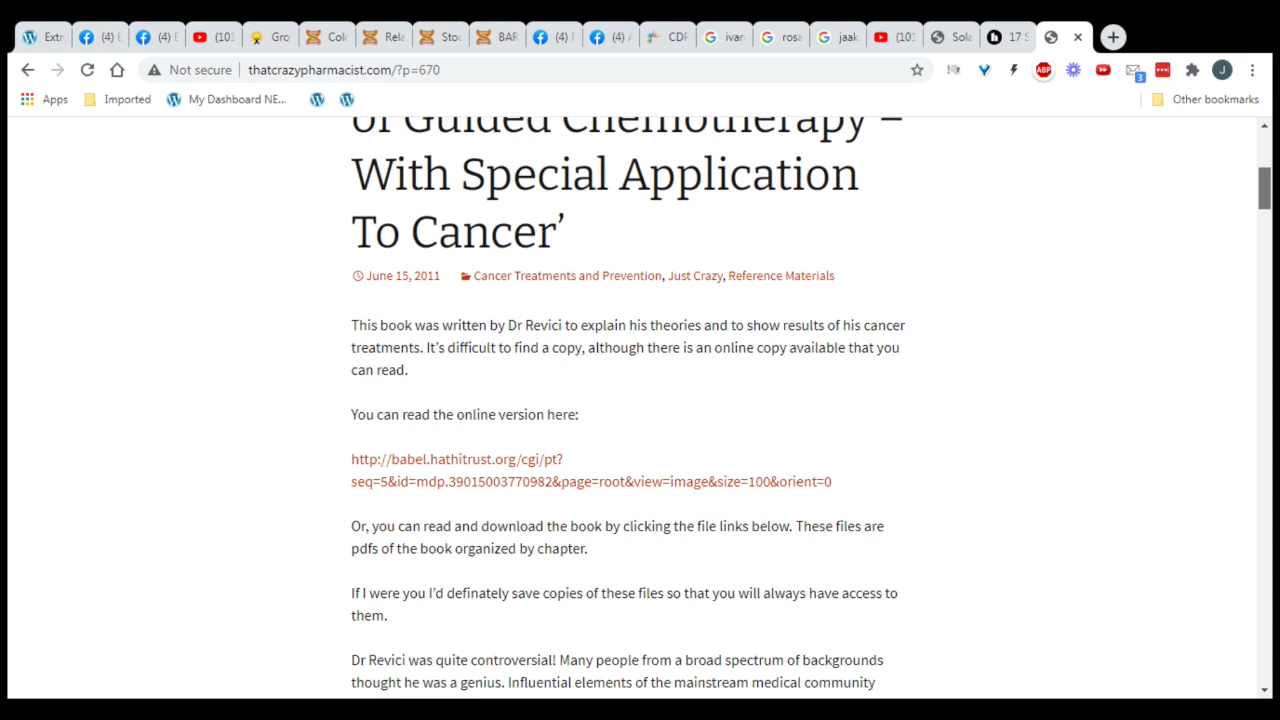 Extr
(4) E
(4) E
(101
Gro
Colo
Rela
Stoc
BAR
(4) F
(4) A
CDF
ivan
rosa
jaak
(101
Sola
17 S
Not secure
thatcrazypharmacist.com/?p=670
ABP
3
J
Apps
Imported
My Dashboard NE...
Other bookmarks
of Guided Chemotherapy –
With Special Application
To Cancer’
June 15, 2011 Cancer Treatments and Prevention, Just Crazy, Reference Materials
This book was written by Dr Revici to explain his theories and to show results of his cancer
treatments. It’s difficult to find a copy, although there is an online copy available that you
can read.
You can read the online version here:
http://babel.hathitrust.org/cgi/pt?
seq=5&id=mdp.39015003770982&page=root&view=image&size=100&orient=0
Or, you can read and download the book by clicking the file links below. These files are
pdfs of the book organized by chapter.
If I were you I’d definately save copies of these files so that you will always have access to
them.
Dr Revici was quite controversial! Many people from a broad spectrum of backgrounds
thought he was a genius. Influential elements of the mainstream medical community